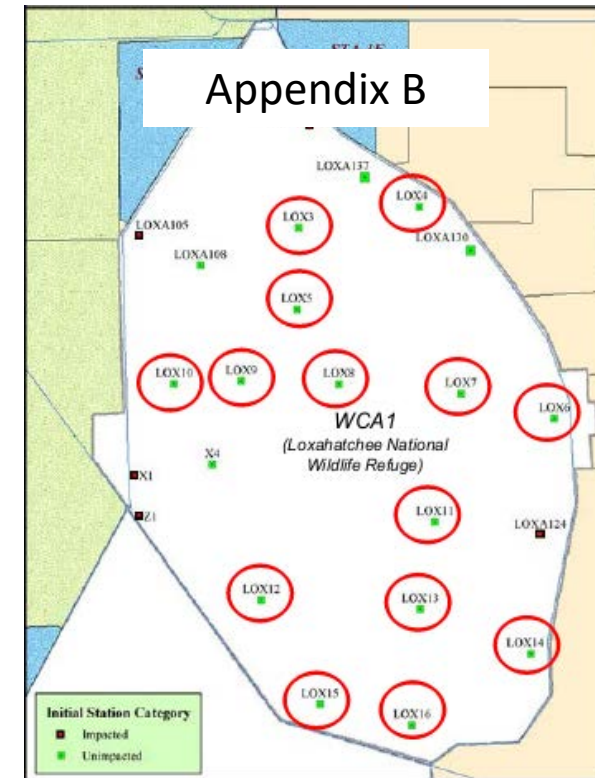 Appendix B
LOXA137
LOX4
LOX3
LOXA105
LOXA130
LOXA108
LOX5
LOX10
LOX9
LOX8
LOX7
LOX6
WCA1
(Loxahatchee National
Wildlife Refuge)
X4
X1
Z1
LOX11
LOXA124
LOX12
LOX13
LOX14
LOX15
LOX16
Initial Station Category
Impacted
Unimpacted